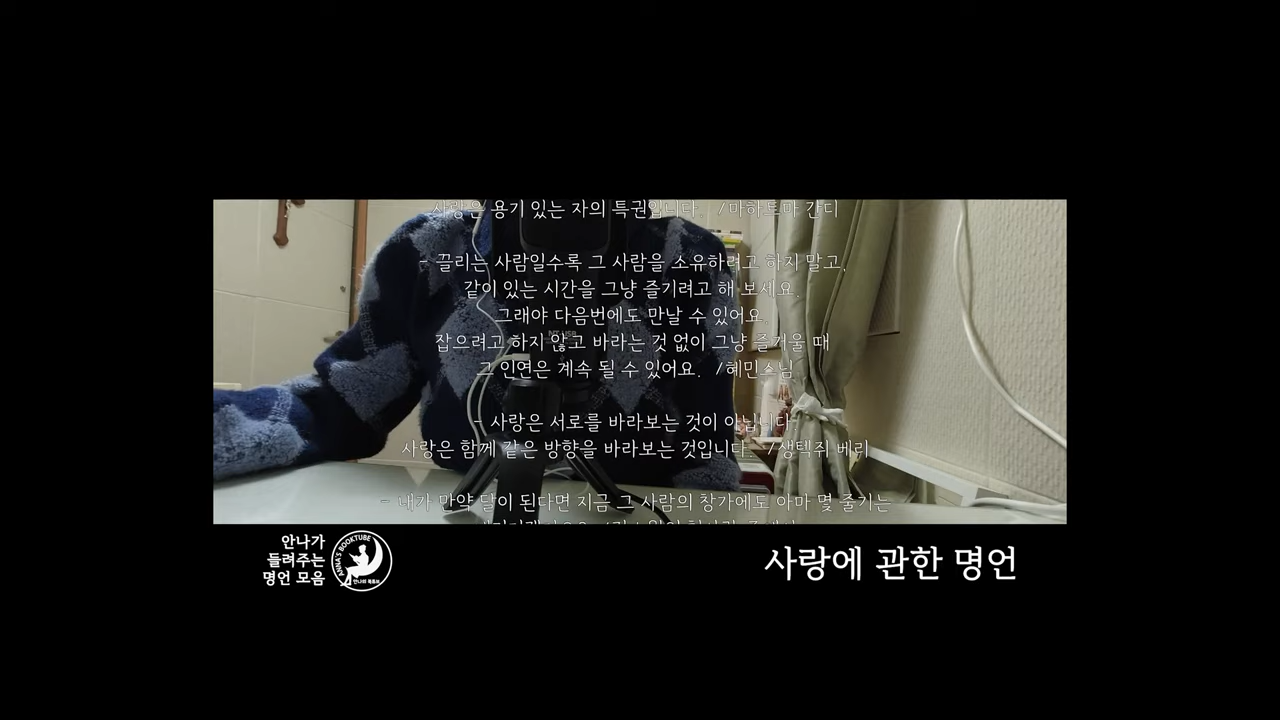 사랑은 용기 있는 자의 특권입니다. /마하트마 간디
- 끌리는 사람일수록 그 사람을 소유하려고 하지 말고,
같이 있는 시간을 그냥 즐기려고 해 보세요.
그래야 다음번에도 만날 수 있어요.
잡으려고 하지 않고 바라는 것 없이 그냥 즐거울 때
그 인연은 계속 될 수 있어요. /혜민스님
- 사랑은 서로를 바라보는 것이 아닙니다.
사랑은 함께 같은 방향을 바라보는 것입니다. /생텍쥐 베리
- 내가 만약 달이 된다면 지금 그 사람의 창가에도 아마 몇 줄기는
안나가
들려주는
명언 모음
ANNA'S BOOKTUBE
안나의 북튜브
사랑에 관한 명언